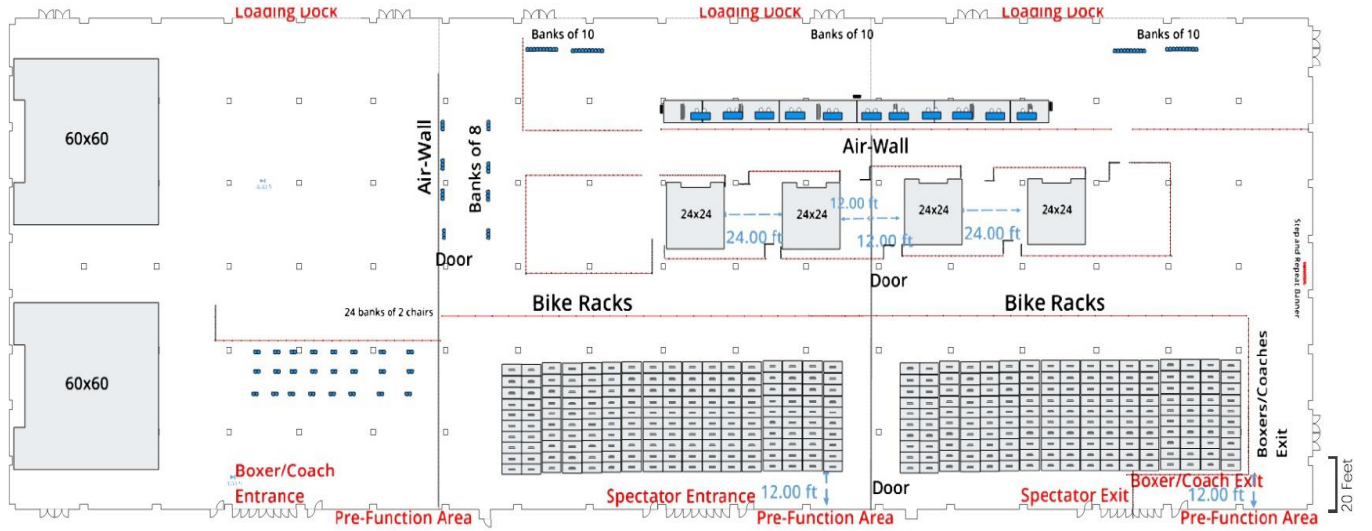 Loading Dock
Loading Dock
Loading Dock
Banks of 10
Banks of 10
Banks of 10
60x60
Air-Wall
Banks of 8
Air-Wall
24x24
24x24
24x24
24x24
12.00 ft
24.00 ft
12.00 ft
24.00 ft
Door
Door
Step and Repeat Banner
24 banks of 2 chairs
Bike Racks
Bike Racks
60x60
Boxers/Coaches
Exit
Boxer/Coach
Entrance
Spectator Entrance
12.00 ft
Door
Spectator Exit
Boxer/Coach Exit
12.00 ft
20 Feet
Pre-Function Area
Pre-Function Area
Pre-Function Area